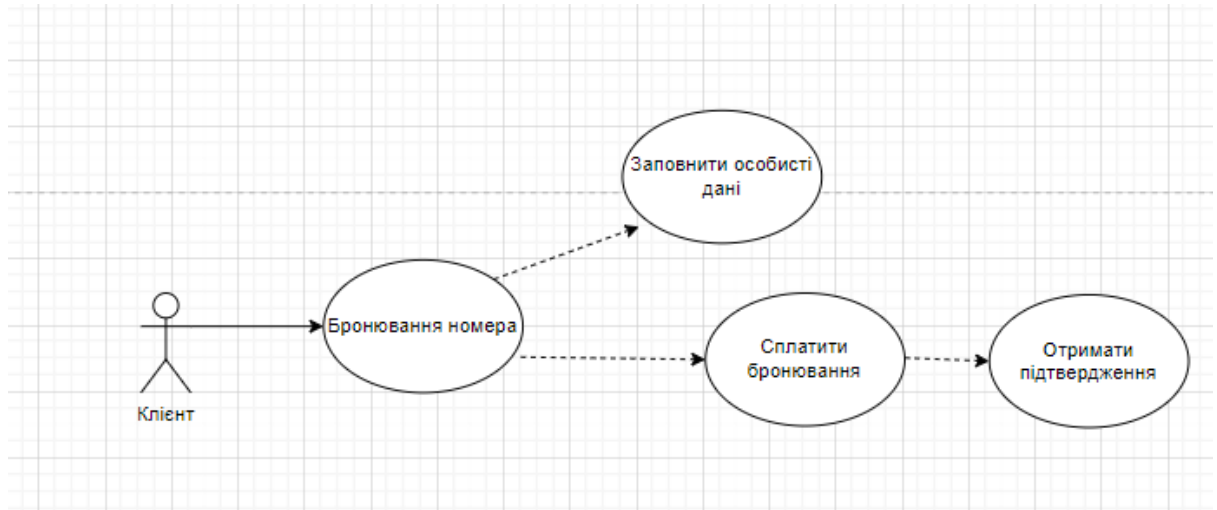 Заповнити особисті
дані
Бронювання номера
Сплатити
бронювання
Отримати
підтвердження
Клієнт